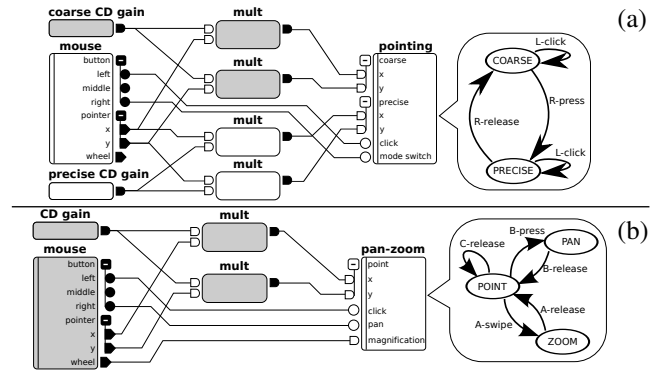 (a)
coarse CD gain
mult
mouse
button
left
middle
right
pointer
x
y
wheel
precise CD gain
mult
mult
mult
pointing
coarse
x
y
precise
x
y
click
mode switch
COARSE
L-click
R-press
R-release
PRECISE
L-click
(b)
CD gain
mult
mouse
button
left
middle
right
pointer
x
y
wheel
mult
pan-zoom
point
x
y
click
pan
magnification
B-press
C-release
PAN
B-release
POINT
A-release
A-swipe
ZOOM